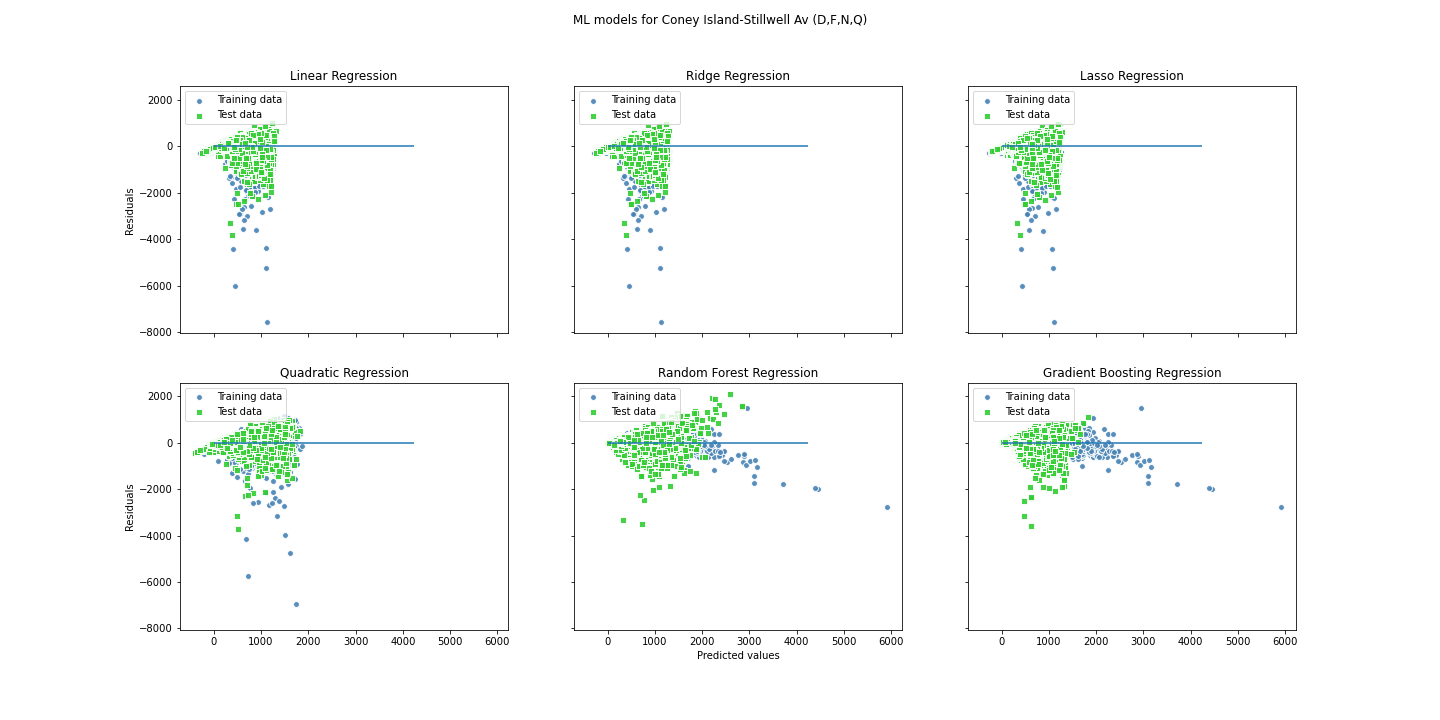 ML models for Coney Island-Stillwell Av (D,F,N,Q)
Linear Regression
Training data
Test data
2000
0
−2000
−4000
−6000
−8000
Residuals
Ridge Regression
Training data
Test data
Lasso Regression
Training data
Test data
Quadratic Regression
Training data
Test data
2000
0
−2000
−4000
−6000
−8000
Residuals
0 1000 2000 3000 4000 5000 6000
Random Forest Regression
Training data
Test data
0 1000 2000 3000 4000 5000 6000
Predicted values
Gradient Boosting Regression
Training data
Test data
0 1000 2000 3000 4000 5000 6000